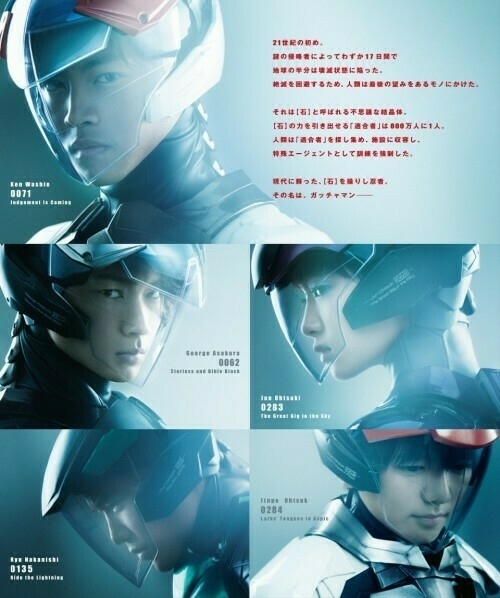 21世紀の初め。
謎の侵略者によってわずか17日間で
地球の半分は壊滅状態に陥った。
絶滅を回避するため、人類は最後の望みをあるモノにかけた。
それは【石】と呼ばれる不思議な結晶体。
【石】の力を引き出せる「適合者」は800万人に1人。
人類は「適合者」を探し集め、施設に収容し、
特殊エージェントとして訓練を強制した。
現代に蘇った、【石】を操りし忍者。
その名は、ガッチャマン——
Ken Washio
0071
Judgement is Coming
George Asakura
0062
Starless and Bible Black
Jun Ohtsuki
0283
The Great Gig in the Sky
Ryu Nakanishi
0135
Ride the Lightning
Jinpe Ohtsuk
0284
Larks' Tongues in Aspic